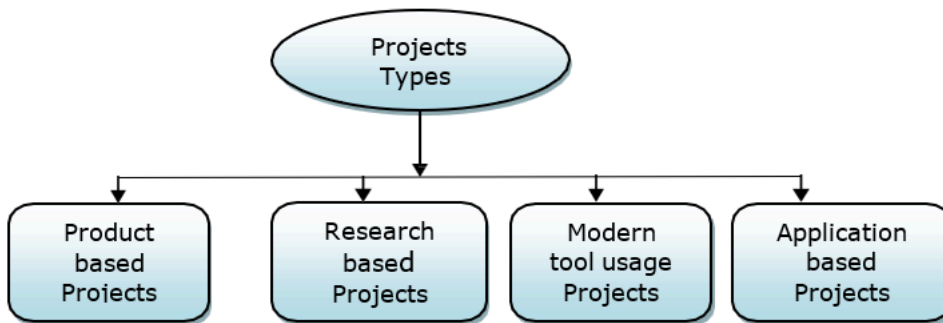 Projects
Types
Product
based
Projects
Research
based
Projects
Modern
tool usage
Projects
Application
based
Projects